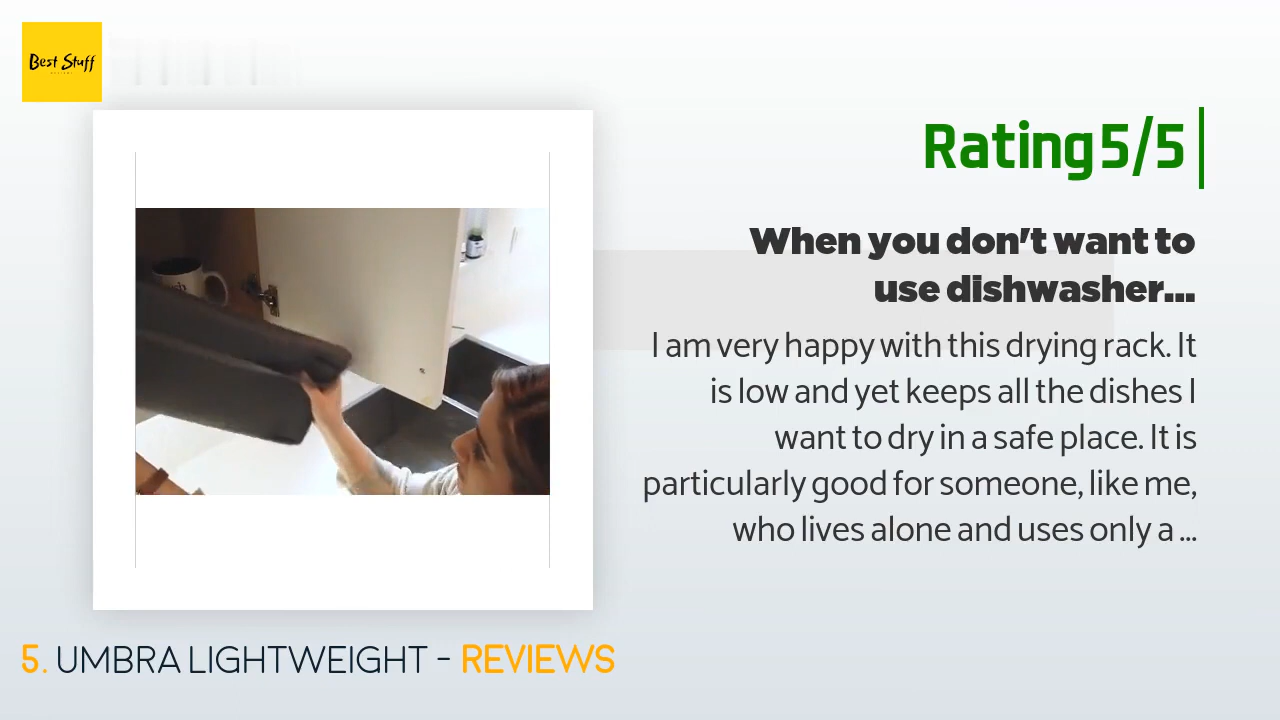 Best Stuff
Rating 5/5
When you don't want to
use dishwasher...
I am very happy with this drying rack. It
is low and yet keeps all the dishes I
want to dry in a safe place. It is
particularly good for someone, like me,
who lives alone and uses only a ...
5. UMBRA LIGHTWEIGHT - REVIEWS